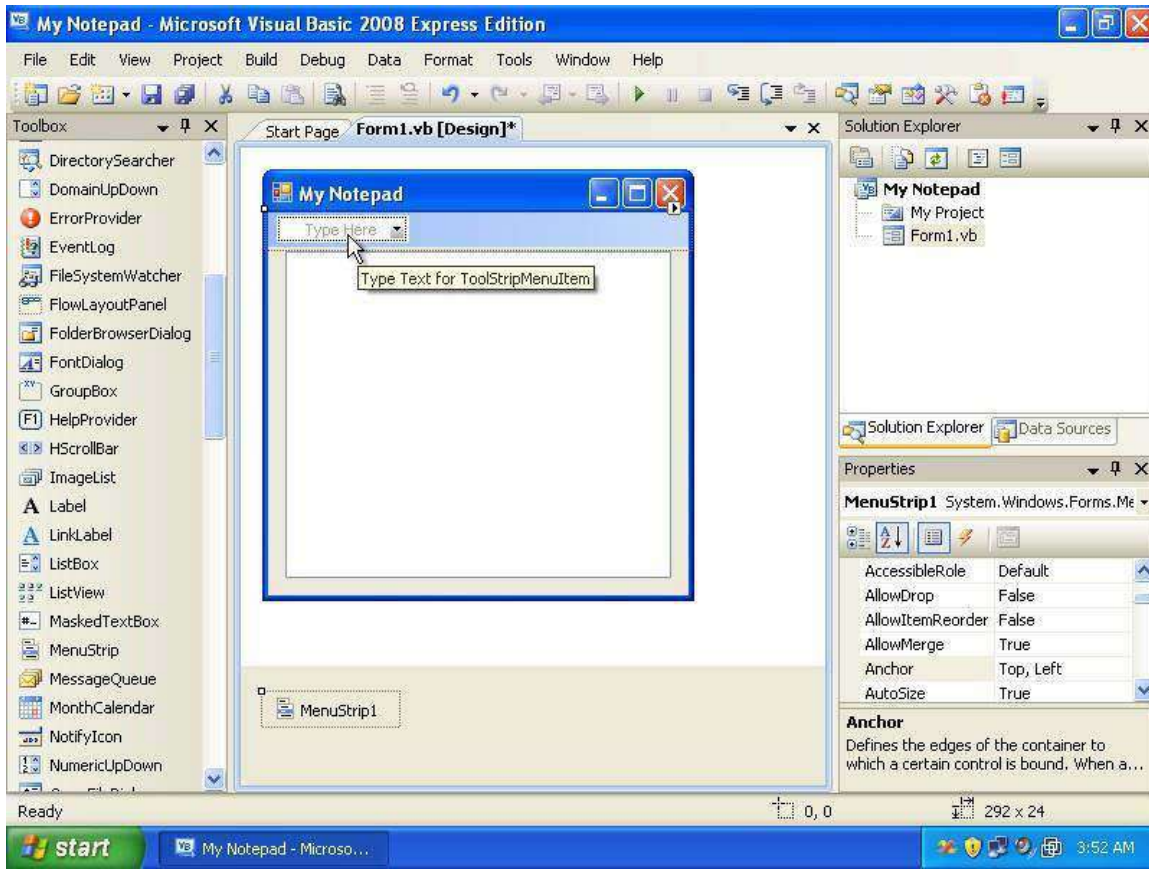 My Notepad - Microsoft Visual Basic 2008 Express Edition
File Edit View Project Build Debug Data Format Tools Window Help
Toolbox
DirectorySearcher
DomainUpDown
ErrorProvider
EventLog
FileSystemWatcher
FlowLayoutPanel
FolderBrowserDialog
FontDialog
GroupBox
HelpProvider
HScrollBar
ImageList
Label
LinkLabel
ListBox
ListView
MaskedTextBox
MenuStrip
MessageQueue
MonthCalendar
NotifyIcon
NumericUpDown
Start Page Form1.vb [Design]*
My Notepad
Type Here
Type Text for ToolStripMenuItem
MenuStrip1
Solution Explorer
My Notepad
My Project
Form1.vb
Solution Explorer Data Sources
Properties
MenuStrip1 System.Windows.Forms.Me
AccessibleRole Default
AllowDrop False
AllowItemReorder False
AllowMerge True
Anchor Top, Left
AutoSize True
Anchor
Defines the edges of the container to
which a certain control is bound. When a...
Ready 0, 0 292 x 24
start My Notepad - Microso... 3:52 AM